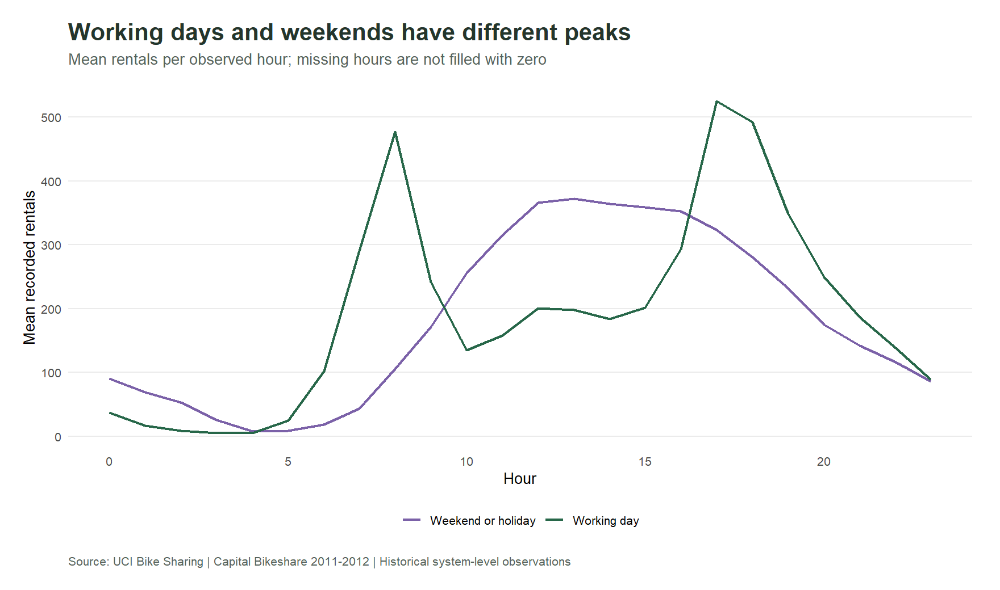 Working days and weekends have different peaks
Mean rentals per observed hour; missing hours are not filled with zero
Mean recorded rentals
500
400
300
200
100
0
0 5 10 15 20
Hour
Weekend or holiday Working day
Source: UCI Bike Sharing | Capital Bikeshare 2011-2012 | Historical system-level observations